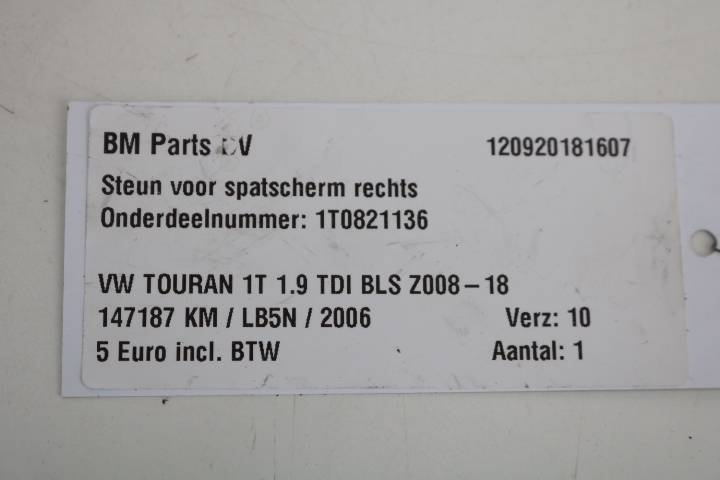 BM Parts BV 120920181607
Steun voor spatscherm rechts
Onderdeelnummer: 1T0821136
VW TOURAN 1T 1.9 TDI BLS Z008-18
147187 KM / LB5N / 2006 Verz: 10
5 Euro incl. BTW Aantal: 1